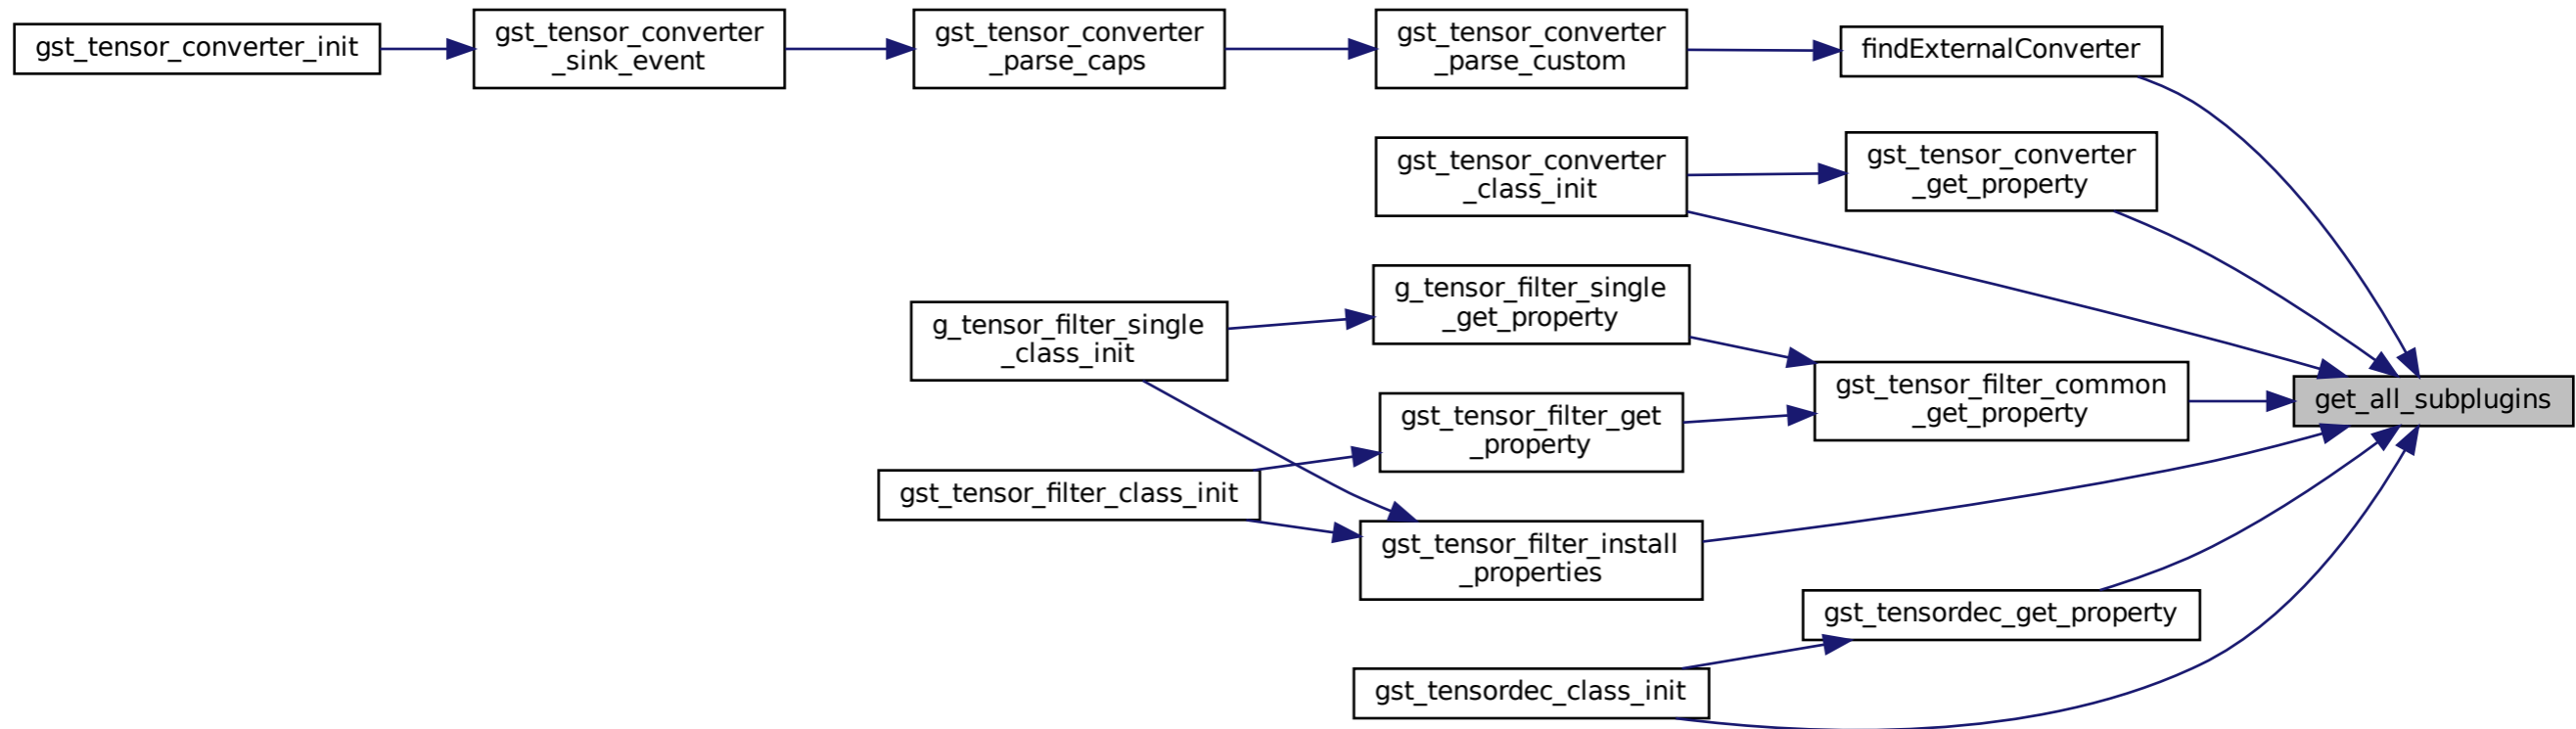 gst_tensor_converter_init
gst_tensor_converter
_sink_event
gst_tensor_converter
_parse_caps
gst_tensor_converter
_parse_custom
findExternalConverter
gst_tensor_converter
_class_init
gst_tensor_converter
_get_property
g_tensor_filter_single
_class_init
g_tensor_filter_single
_get_property
gst_tensor_filter_common
_get_property
get_all_subplugins
gst_tensor_filter_get
_property
gst_tensor_filter_class_init
gst_tensor_filter_install
_properties
gst_tensordec_get_property
gst_tensordec_class_init